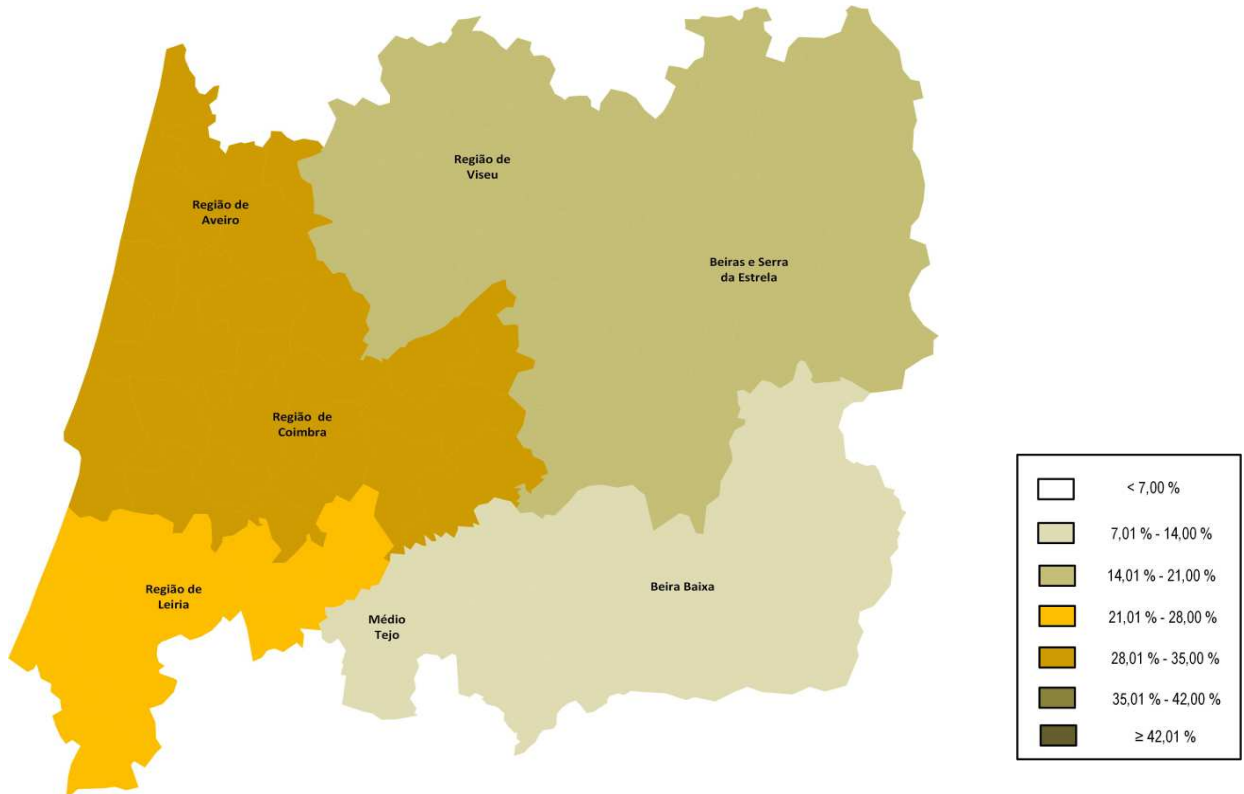 Região de
Viseu
Região de
Aveiro
Beiras e Serra
da Estrela
Região  de
Coimbra
Região de
Leiria
Médio
Tejo
Beira Baixa
< 7,00 %
7,01 % - 14,00 %
14,01 % - 21,00 %
21,01 % - 28,00 %
28,01 % - 35,00 %
35,01 % - 42,00 %
≥ 42,01 %